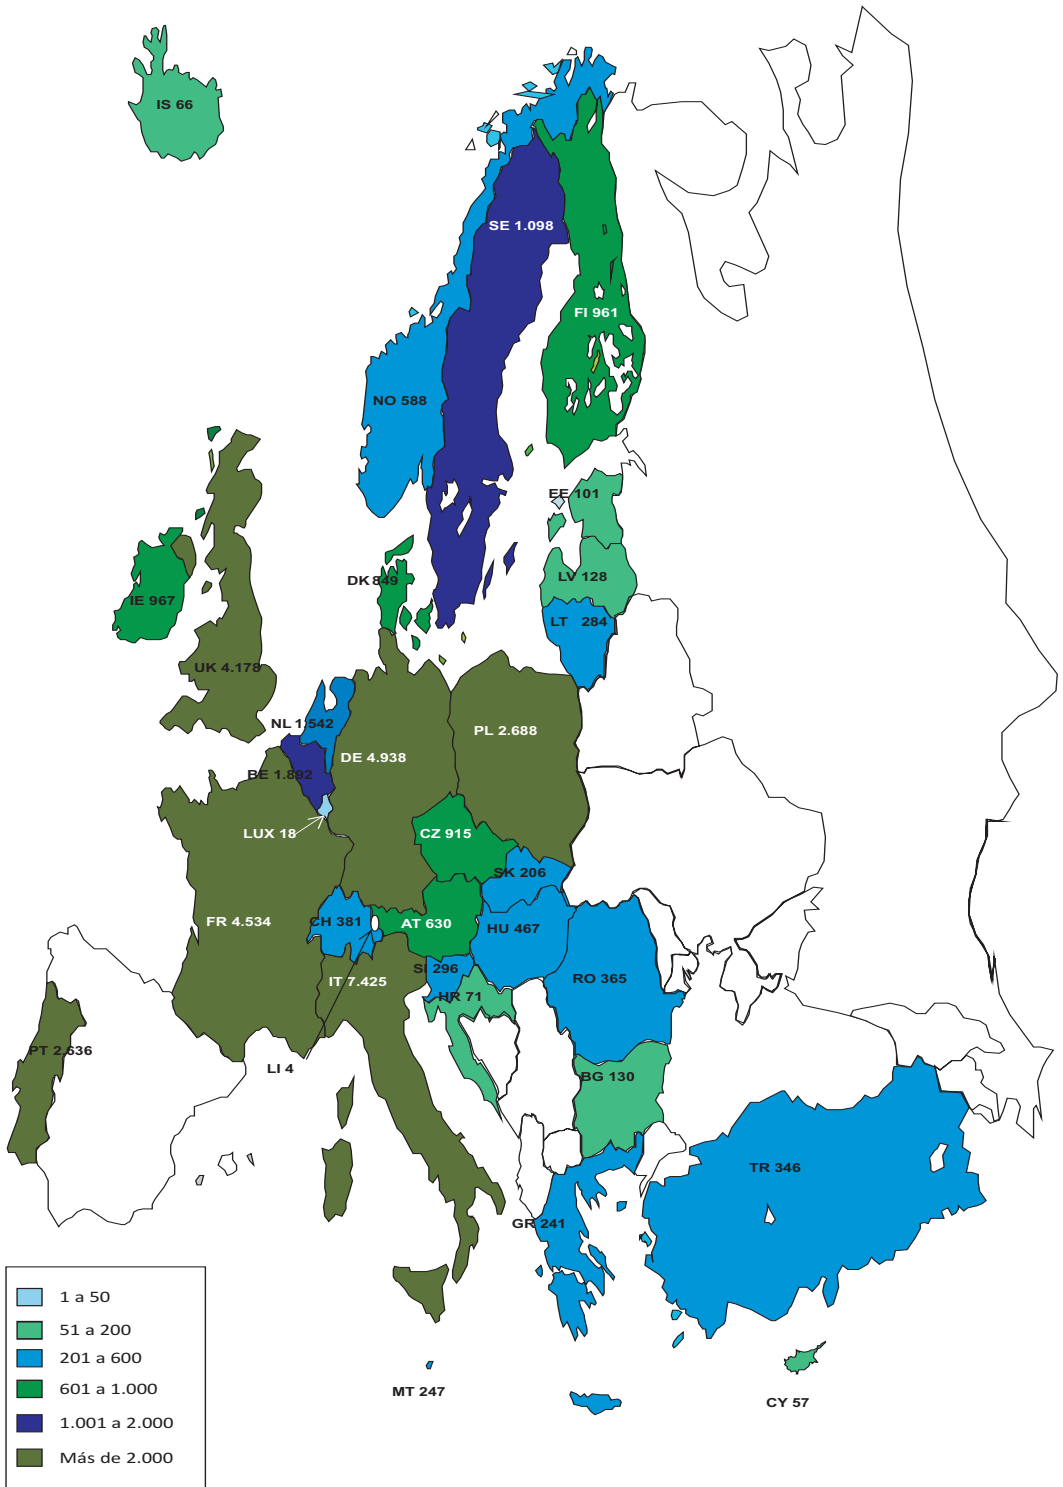 IS 66
SE 1.098
FI 961
NO 588
EE 101
LV 128
DK 849
IE 967
LT 284
UK 4.178
NL 1.542
PL 2.688
DE 4.938
BE 1.892
LUX 18
CZ 915
SK 206
FR 4.534
CH 381
AT 630
HU 467
SI 296
IT 7.425
RO 365
HR 71
PT 2.636
LI 4
BG 130
TR 346
GR 241
MT 247
CY 57
1 a 50
51 a 200
201 a 600
601 a 1.000
1.001 a 2.000
Más de 2.000